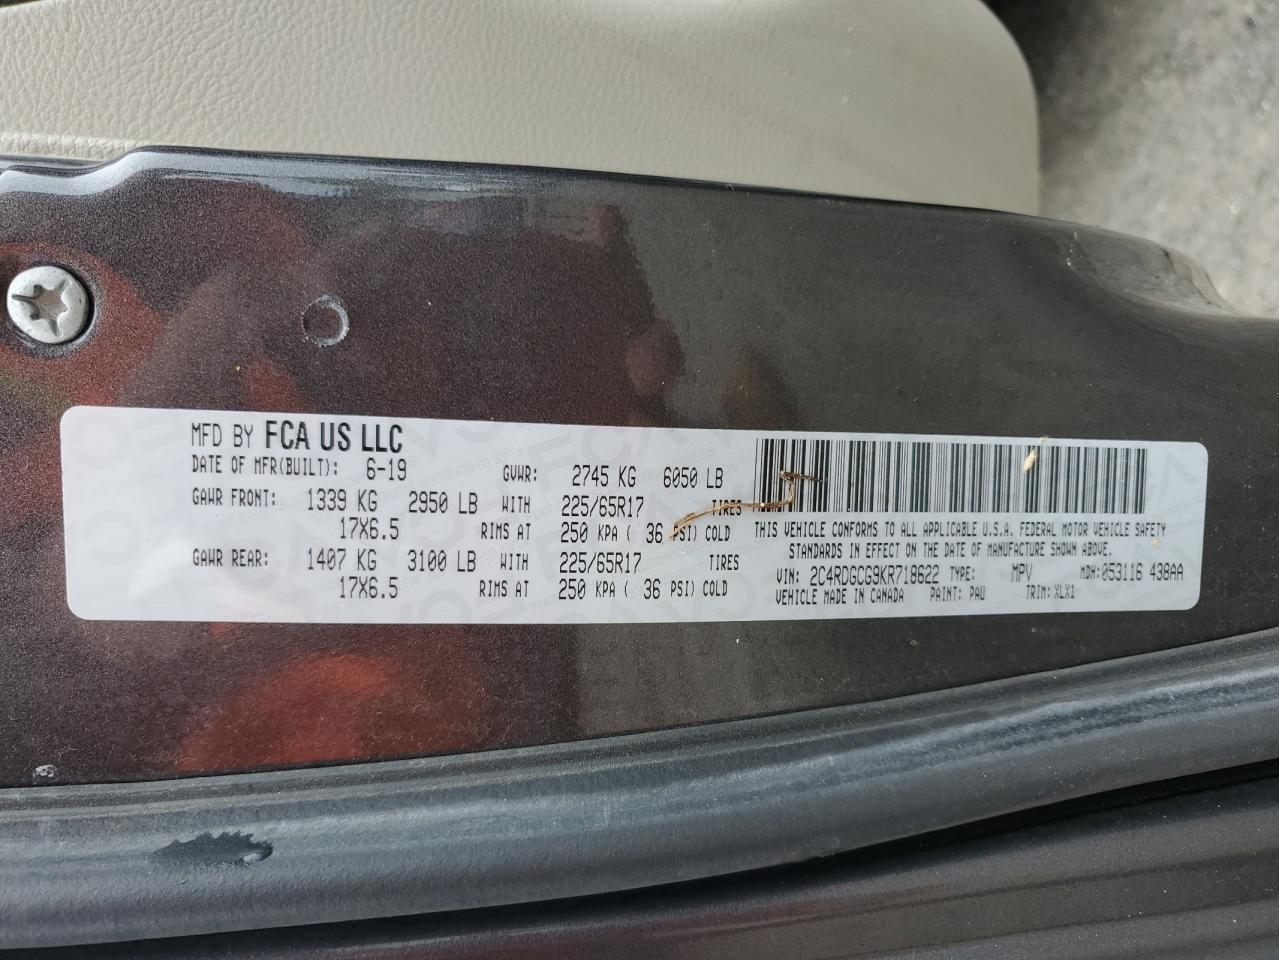 MFD BY FCA US LLC
DATE OF MFR(BUILT): 6-19 GVWR: 2745 KG 6050 LB
GAWR FRONT: 1339 KG 2950 LB WITH 225/65R17 TIRES
17X6.5 RIMS AT 250 KPA ( 36 PSI) COLD
GAWR REAR: 1407 KG 3100 LB WITH 225/65R17 TIRES
17X6.5 RIMS AT 250 KPA ( 36 PSI) COLD
THIS VEHICLE CONFORMS TO ALL APPLICABLE U.S.A. FEDERAL MOTOR VEHICLE SAFETY
STANDARDS IN EFFECT ON THE DATE OF MANUFACTURE SHOWN ABOVE.
VIN: 2C4RDGCG9KR718622 TYPE: MPV MDH:053116 438AA
VEHICLE MADE IN CANADA PAINT: PAU TRIM: XLX1